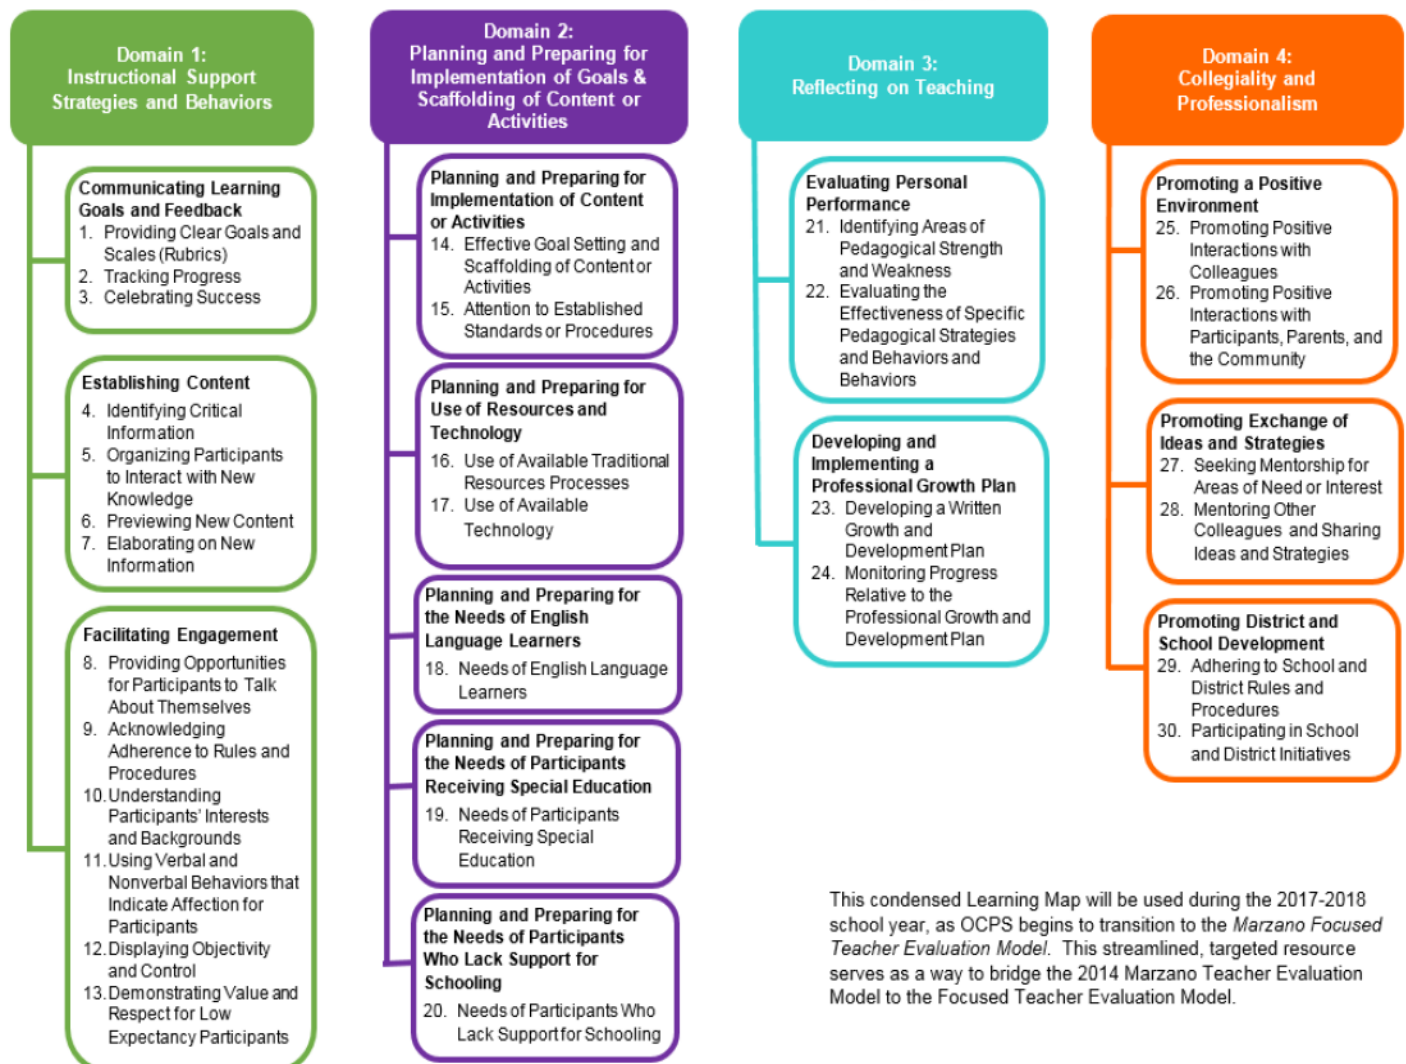 Domain 1:
Instructional Support
Strategies and Behaviors
Communicating Learning
Goals and Feedback
1. Providing Clear Goals and
Scales (Rubrics)
2. Tracking Progress
3. Celebrating Success
Establishing Content
4. Identifying Critical
Information
5. Organizing Participants
to Interact with New
Knowledge
6. Previewing New Content
7. Elaborating on New
Information
Facilitating Engagement
8. Providing Opportunities
for Participants to Talk
About Themselves
9. Acknowledging
Adherence to Rules and
Procedures
10. Understanding
Participants' Interests
and Backgrounds
11. Using Verbal and
Nonverbal Behaviors that
Indicate Affection for
Participants
12. Displaying Objectivity
and Control
13. Demonstrating Value and
Respect for Low
Expectancy Participants
Domain 2:
Planning and Preparing for
Implementation of Goals &
Scaffolding of Content or
Activities
Planning and Preparing for
Implementation of Content
or Activities
14. Effective Goal Setting and
Scaffolding of Content or
Activities
15. Attention to Established
Standards or Procedures
Planning and Preparing for
Use of Resources and
Technology
16. Use of Available Traditional
Resources Processes
17. Use of Available
Technology
Planning and Preparing for
the Needs of English
Language Learners
18. Needs of English Language
Learners
Planning and Preparing for
the Needs of Participants
Receiving Special Education
19. Needs of Participants
Receiving Special
Education
Planning and Preparing for
the Needs of Participants
Who Lack Support for
Schooling
20. Needs of Participants Who
Lack Support for Schooling
Domain 3:
Reflecting on Teaching
Evaluating Personal
Performance
21. Identifying Areas of
Pedagogical Strength
and Weakness
22. Evaluating the
Effectiveness of Specific
Pedagogical Strategies
and Behaviors and
Behaviors
Developing and
Implementing a
Professional Growth Plan
23. Developing a Written
Growth and
Development Plan
24. Monitoring Progress
Relative to the
Professional Growth and
Development Plan
Domain 4:
Collegiality and
Professionalism
Promoting a Positive
Environment
25. Promoting Positive
Interactions with
Colleagues
26. Promoting Positive
Interactions with
Participants, Parents, and
the Community
Promoting Exchange of
Ideas and Strategies
27. Seeking Mentorship for
Areas of Need or Interest
28. Mentoring Other
Colleagues and Sharing
Ideas and Strategies
Promoting District and
School Development
29. Adhering to School and
District Rules and
Procedures
30. Participating in School
and District Initiatives
This condensed Learning Map will be used during the 2017-2018
school year, as OCPS begins to transition to the Marzano Focused
Teacher Evaluation Model. This streamlined, targeted resource
serves as a way to bridge the 2014 Marzano Teacher Evaluation
Model to the Focused Teacher Evaluation Model.